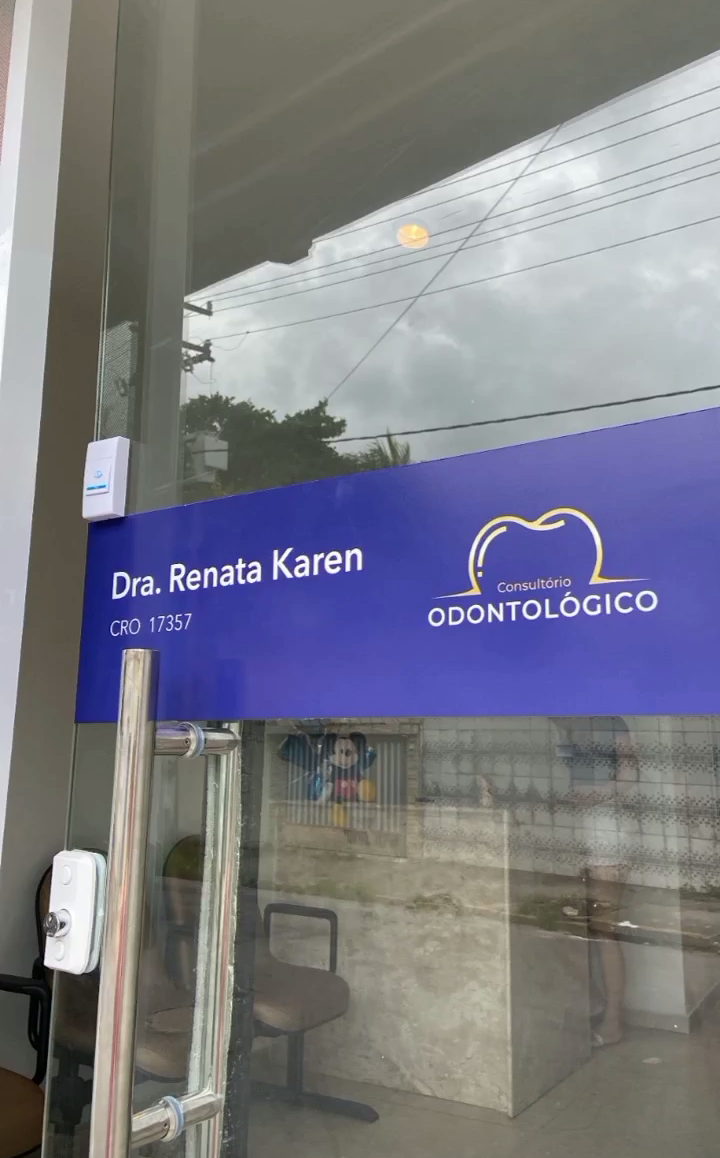 Dra. Renata Karen
CRO 17357
Consultório
ODONTOLÓGICO